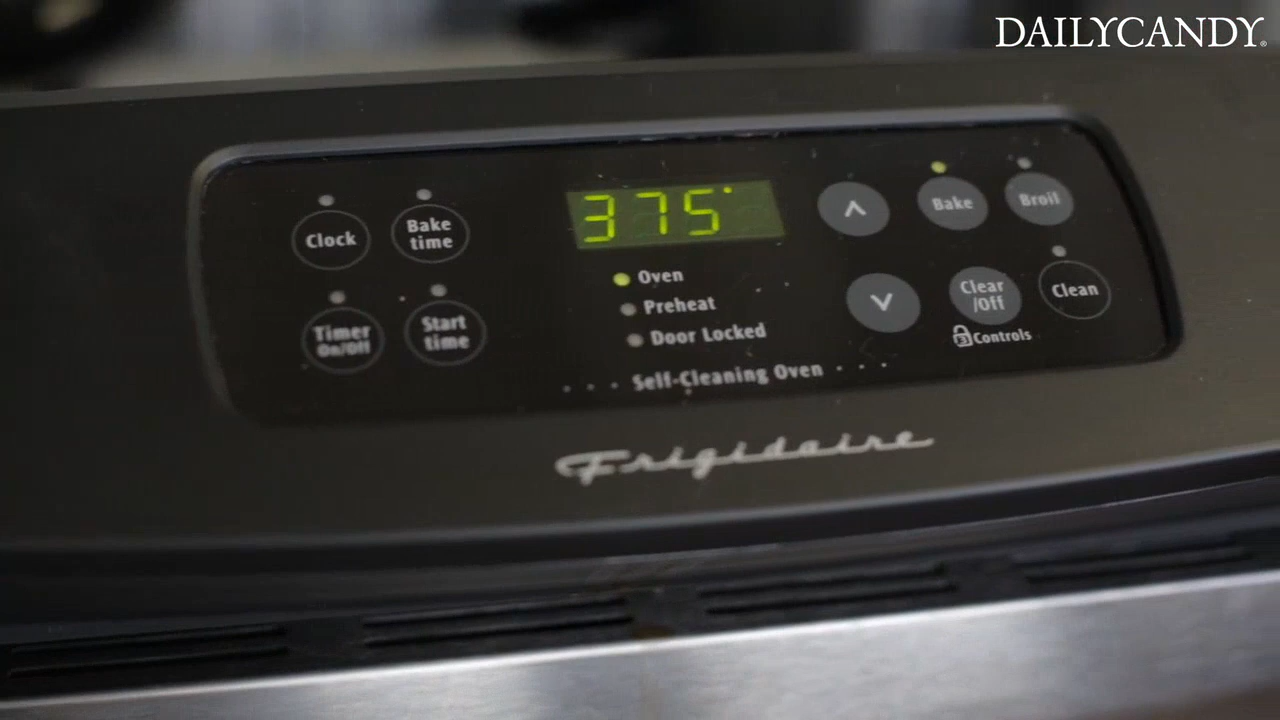 DAILYCANDY®
375°
Clock
Bake
time
Timer
On/Off
Start
time
Oven
Preheat
Door Locked
Self-Cleaning Oven
Bake
Broil
Clear
/Off
Clean
3 Controls
Frigidaire